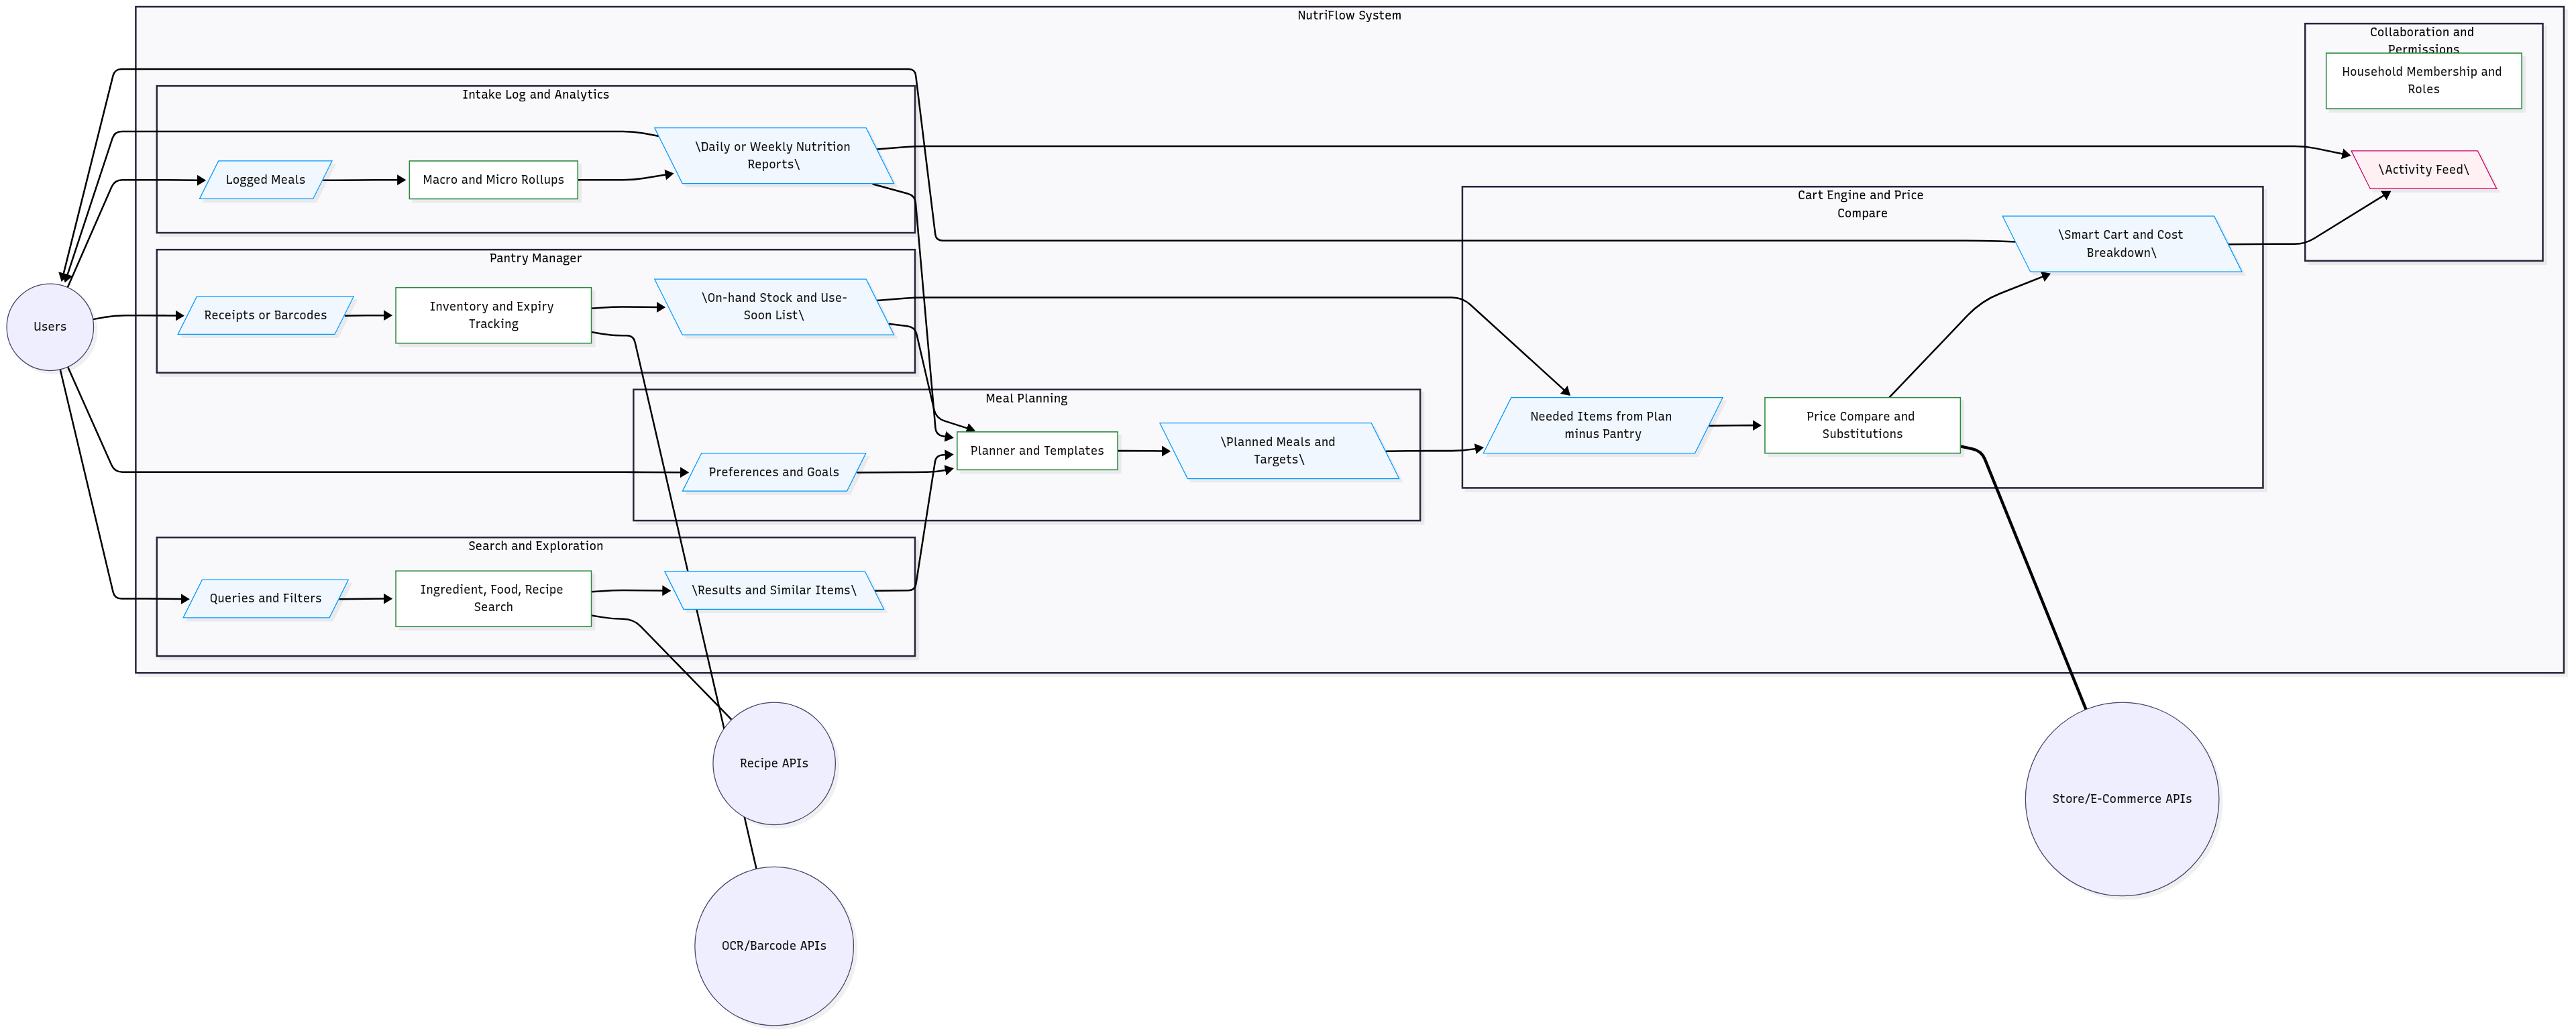 NutriFlow System
Collaboration and
Permissions
Household Membership and
Roles
\Activity Feed\
Intake Log and Analytics
Logged Meals
Macro and Micro Rollups
\Daily or Weekly Nutrition
Reports\
Cart Engine and Price
Compare
\Smart Cart and Cost
Breakdown\
Needed Items from Plan
minus Pantry
Price Compare and
Substitutions
Pantry Manager
Users
Receipts or Barcodes
Inventory and Expiry
Tracking
\On-hand Stock and Use-
Soon List\
Meal Planning
Preferences and Goals
Planner and Templates
\Planned Meals and
Targets\
Search and Exploration
Queries and Filters
Ingredient, Food, Recipe
Search
\Results and Similar Items\
Recipe APIs
Store/E-Commerce APIs
OCR/Barcode APIs